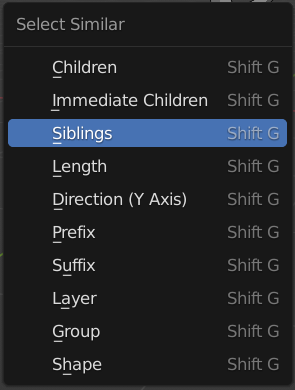 Select Similar
Children Shift G
Immediate Children Shift G
Siblings Shift G
Length Shift G
Direction (Y Axis) Shift G
Prefix Shift G
Suffix Shift G
Layer Shift G
Group Shift G
Shape Shift G